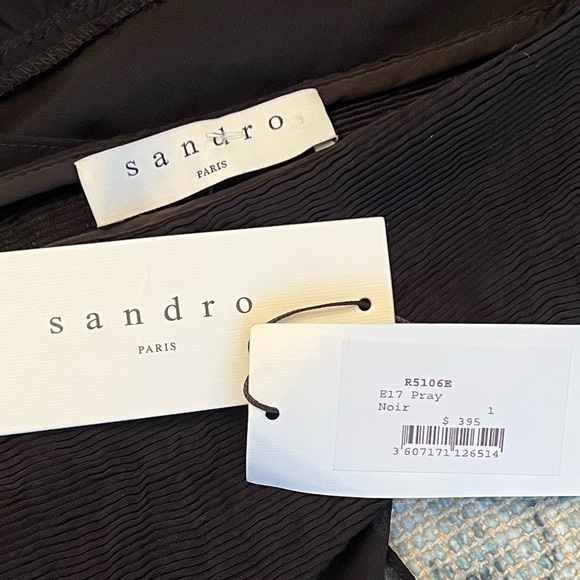 sandro
PARIS
sandro
PARIS
R5106E
E17 Pray
Noir 1
$ 395
3 607171 126514